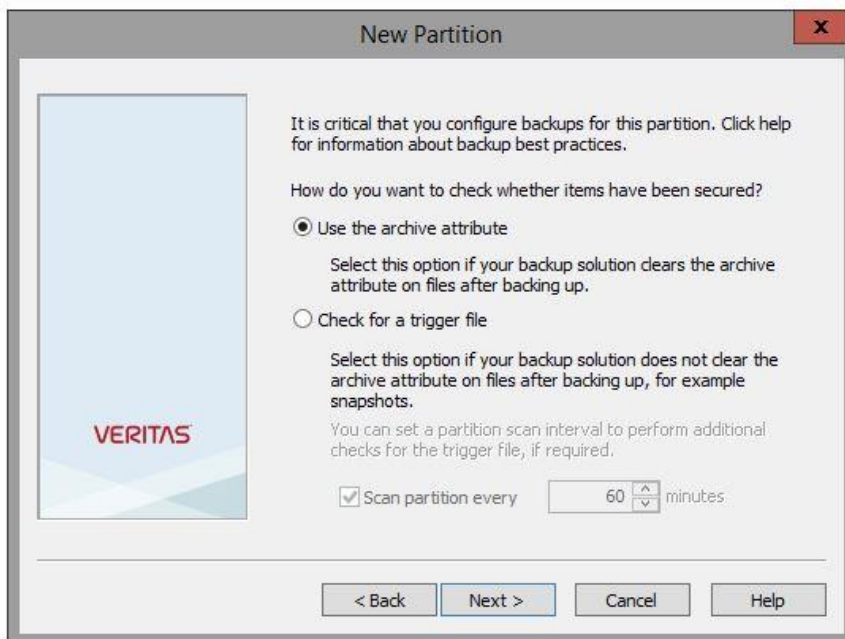 New Partition
x
It is critical that you configure backups for this partition. Click help
for information about backup best practices.
How do you want to check whether items have been secured?
Use the archive attribute
Select this option if your backup solution clears the archive
attribute on files after backing up.
Check for a trigger file
Select this option if your backup solution does not clear the
archive attribute on files after backing up, for example
snapshots.
You can set a partition scan interval to perform additional
checks for the trigger file, if required.
Scan partition every 60 minutes
VERITAS
< Back Next > Cancel Help